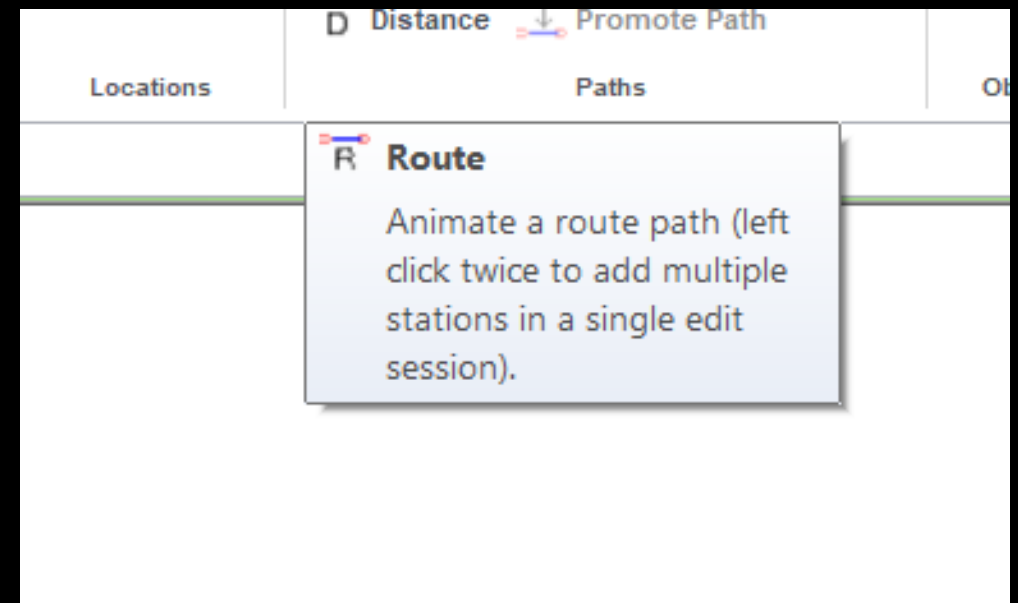 D Distance Promote Path
Locations Paths
R Route
Animate a route path (left
click twice to add multiple
stations in a single edit
session).